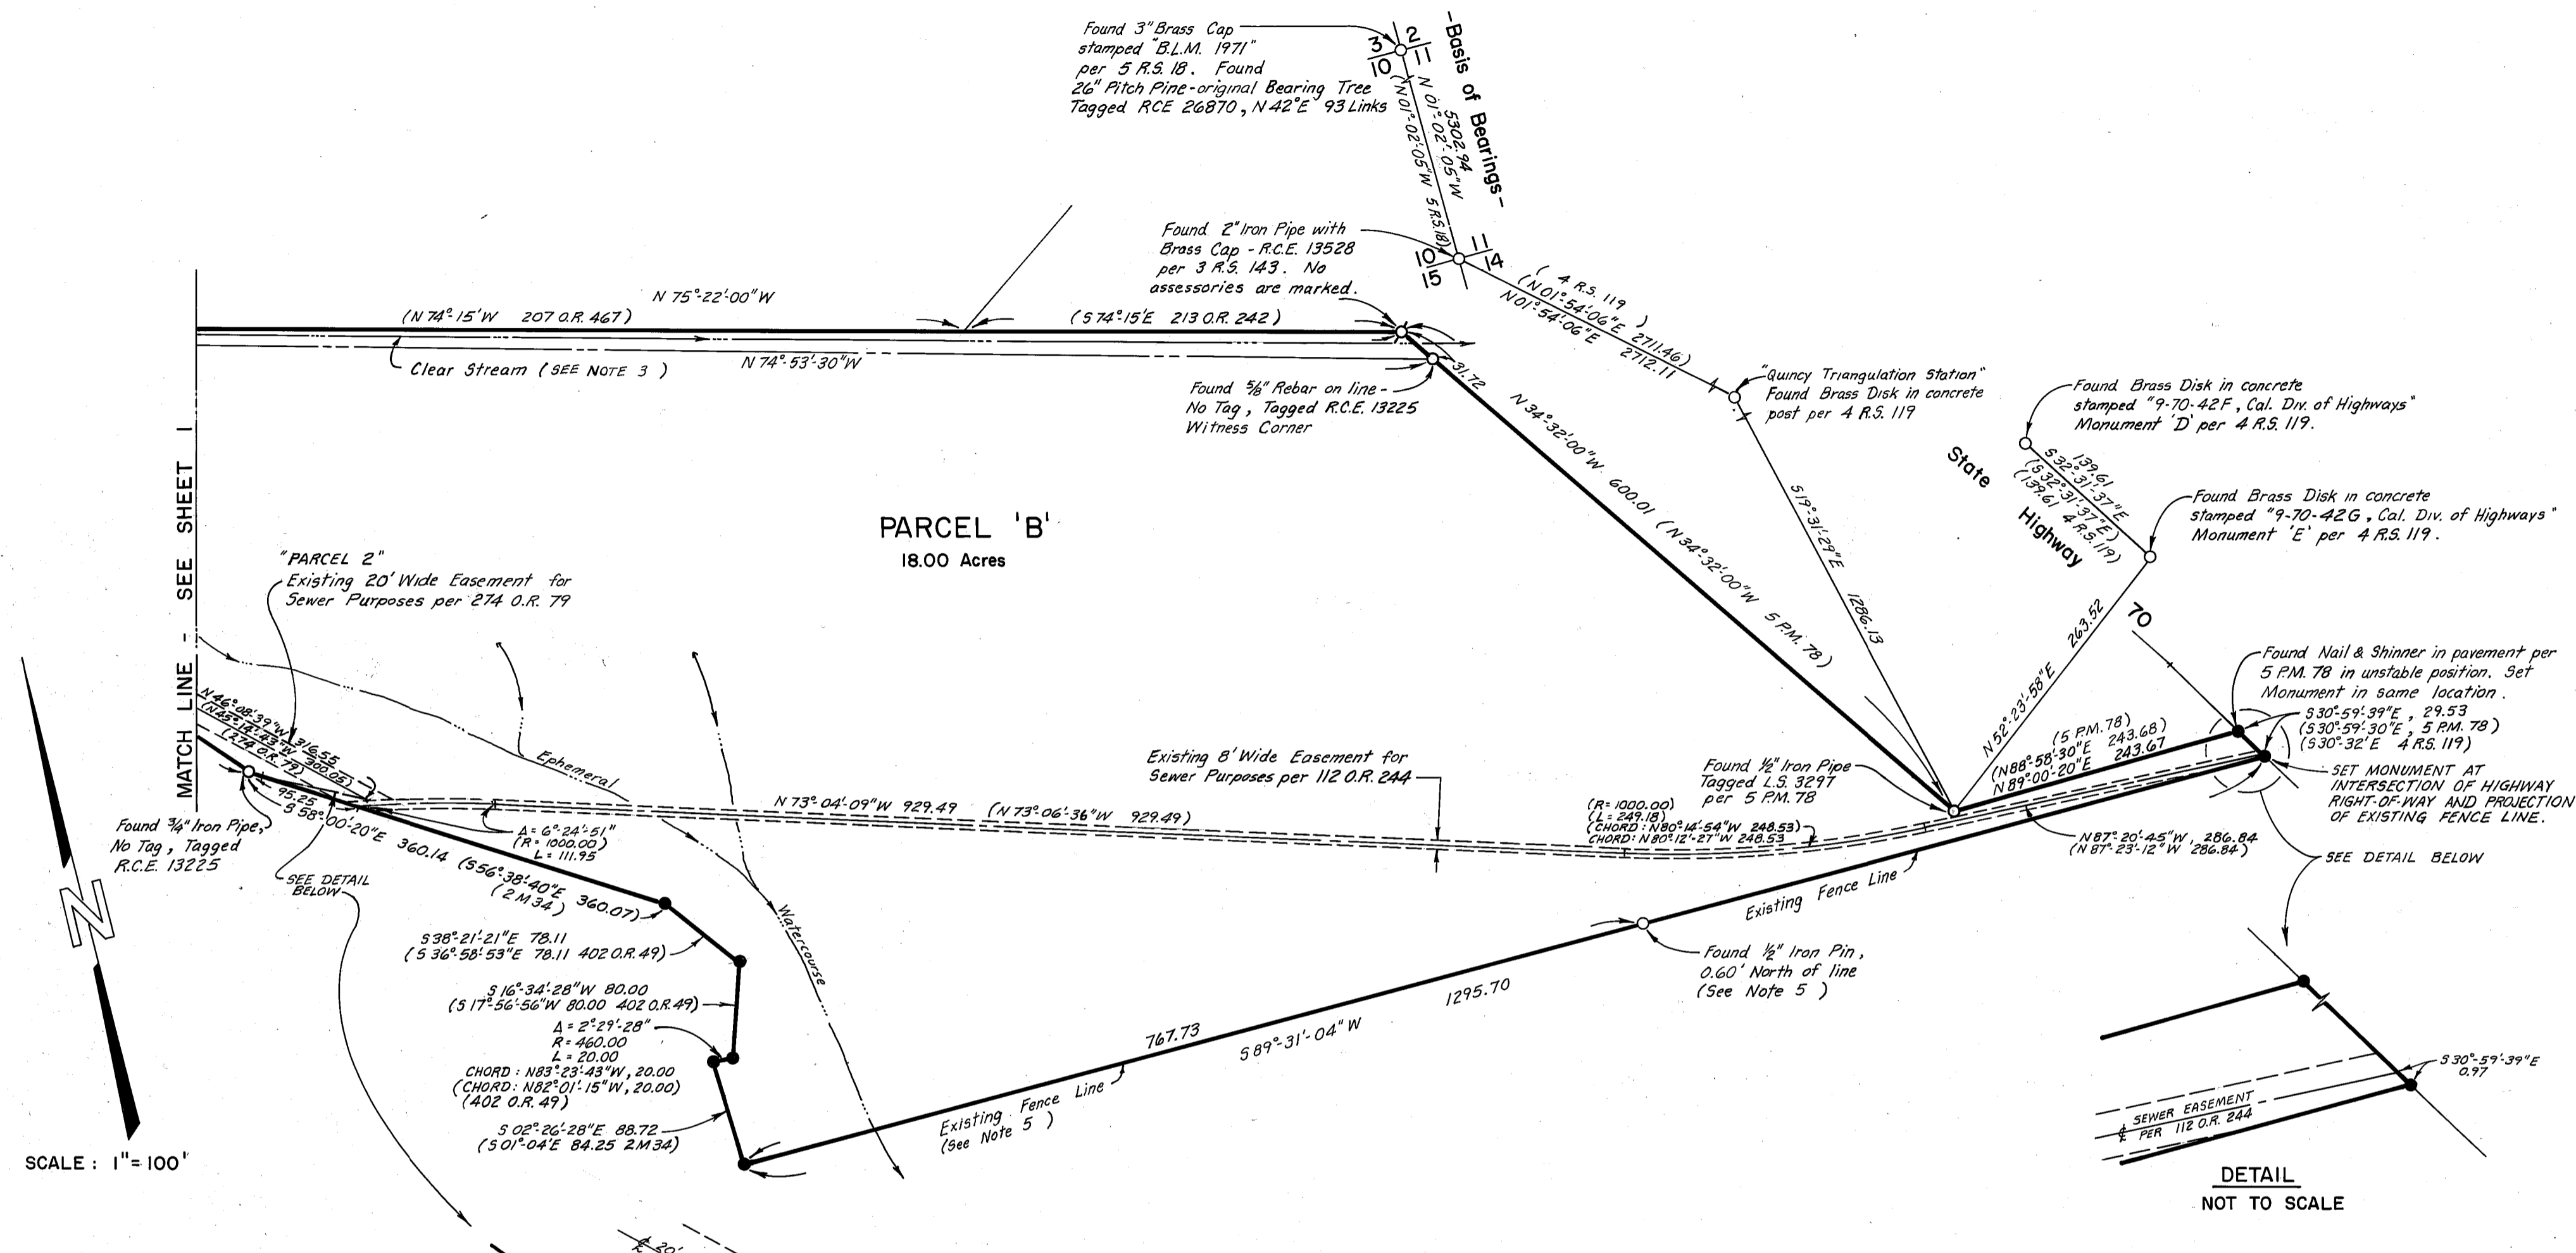 Found 3" Brass Cap
stamped "B.L.M. 1971"
per 5 R.S. 18. Found
26" Pitch Pine-original Bearing Tree
Tagged RCE 26870, N 42°E 93 Links
3 2
10 11
-Basis of Bearings-
5302.94
N 01°-02'-05"W
(N 01°-02'-05"W 5 R.S. 18)
Found 2" Iron Pipe with
Brass Cap - R.C.E. 13528
per 3 R.S. 143. No
assessories are marked.
10 11
15 14
( 4 R.S. 119 )
(N 01°-54'-06"E 2711.46)
N 01°-54'-06"E 2712.11
N 75°-22'-00"W
(N 74°-15'W 207 O.R. 467)
(S 74°15'E 213 O.R. 242)
N 74°-53'-30"W
Clear Stream (SEE NOTE 3 )
31.72
Found 5/8" Rebar on line-
No Tag, Tagged R.C.E. 13225
Witness Corner
N 34°-32'-00"W 600.01 (N 34°-32'-00"W 5 P.M. 78)
"Quincy Triangulation Station"
Found Brass Disk in concrete
post per 4 R.S. 119
S 19°-31'-29"E 1286.13
Found Brass Disk in concrete
stamped "9-70-42F, Cal. Div. of Highways"
Monument 'D' per 4 R.S. 119.
139.61
S 32°-31'-37"E
(S 32°-31'-37"E)
(139.61 4 R.S. 119)
State
Highway
70
Found Brass Disk in concrete
stamped "9-70-42G, Cal. Div. of Highways"
Monument 'E' per 4 R.S. 119.
N 52°-23'-58"E 263.52
MATCH LINE - SEE SHEET 1
PARCEL 'B'
18.00 Acres
"PARCEL 2"
Existing 20' Wide Easement for
Sewer Purposes per 274 O.R. 79
Found Nail & Shinner in pavement per
5 P.M. 78 in unstable position. Set
Monument in same location.
S 30°-59'-39"E, 29.53
(S 30°-59'-30"E, 5 P.M. 78)
(S 30°-32'E 4 R.S. 119)
(5 P.M. 78)
(N 88°-58'-30"E 243.68)
N 89°-00'-20"E 243.67
SET MONUMENT AT
INTERSECTION OF HIGHWAY
RIGHT-OF-WAY AND PROJECTION
OF EXISTING FENCE LINE.
N 46°-08'-39"W 316.55
(N 45°-14'-43"W 300.05)
(274 O.R. 79)
Ephemeral
Existing 8' Wide Easement for
Sewer Purposes per 112 O.R. 244
Found 1/2" Iron Pipe
Tagged L.S. 3297
per 5 P.M. 78
N 73°-04'-09"W 929.49 (N 73°-06'-36"W 929.49)
(R= 1000.00)
(L= 249.18)
(CHORD: N 80°-14'-54"W 248.53)
CHORD: N 80°-12'-27"W 248.53
N 87°-20'-45"W, 286.84
(N 87°-23'-12"W 286.84)
SEE DETAIL BELOW
Found 3/4" Iron Pipe,
No Tag, Tagged
R.C.E. 13225
95.25
S 58°-00'-20"E 360.14 (S 56°-38'-40"E 360.07)
(2 M 34)
Δ = 6°-24'-51"
(R = 1000.00)
L = 111.95
SEE DETAIL
BELOW
Watercourse
S 38°-21'-21"E 78.11
(S 36°-58'-53"E 78.11 402 O.R. 49)
S 16°-34'-28"W 80.00
(S 17°-56'-56"W 80.00 402 O.R. 49)
Δ = 2°-29'-28"
R = 460.00
L = 20.00
CHORD: N 83°-23'-43"W, 20.00
(CHORD: N 82°-01'-15"W, 20.00)
(402 O.R. 49)
S 02°-26'-28"E 88.72
(S 01°-04'E 84.25 2 M 34)
Existing Fence Line
Found 1/2" Iron Pin,
0.60' North of line
(See Note 5 )
767.73
1295.70
S 89°-31'-04"W
Existing Fence Line
(See Note 5 )
N
SCALE: 1"=100'
S 30°-59'-39"E
0.97
SEWER EASEMENT
℄ PER 112 O.R. 244
DETAIL
NOT TO SCALE
℄ 20'